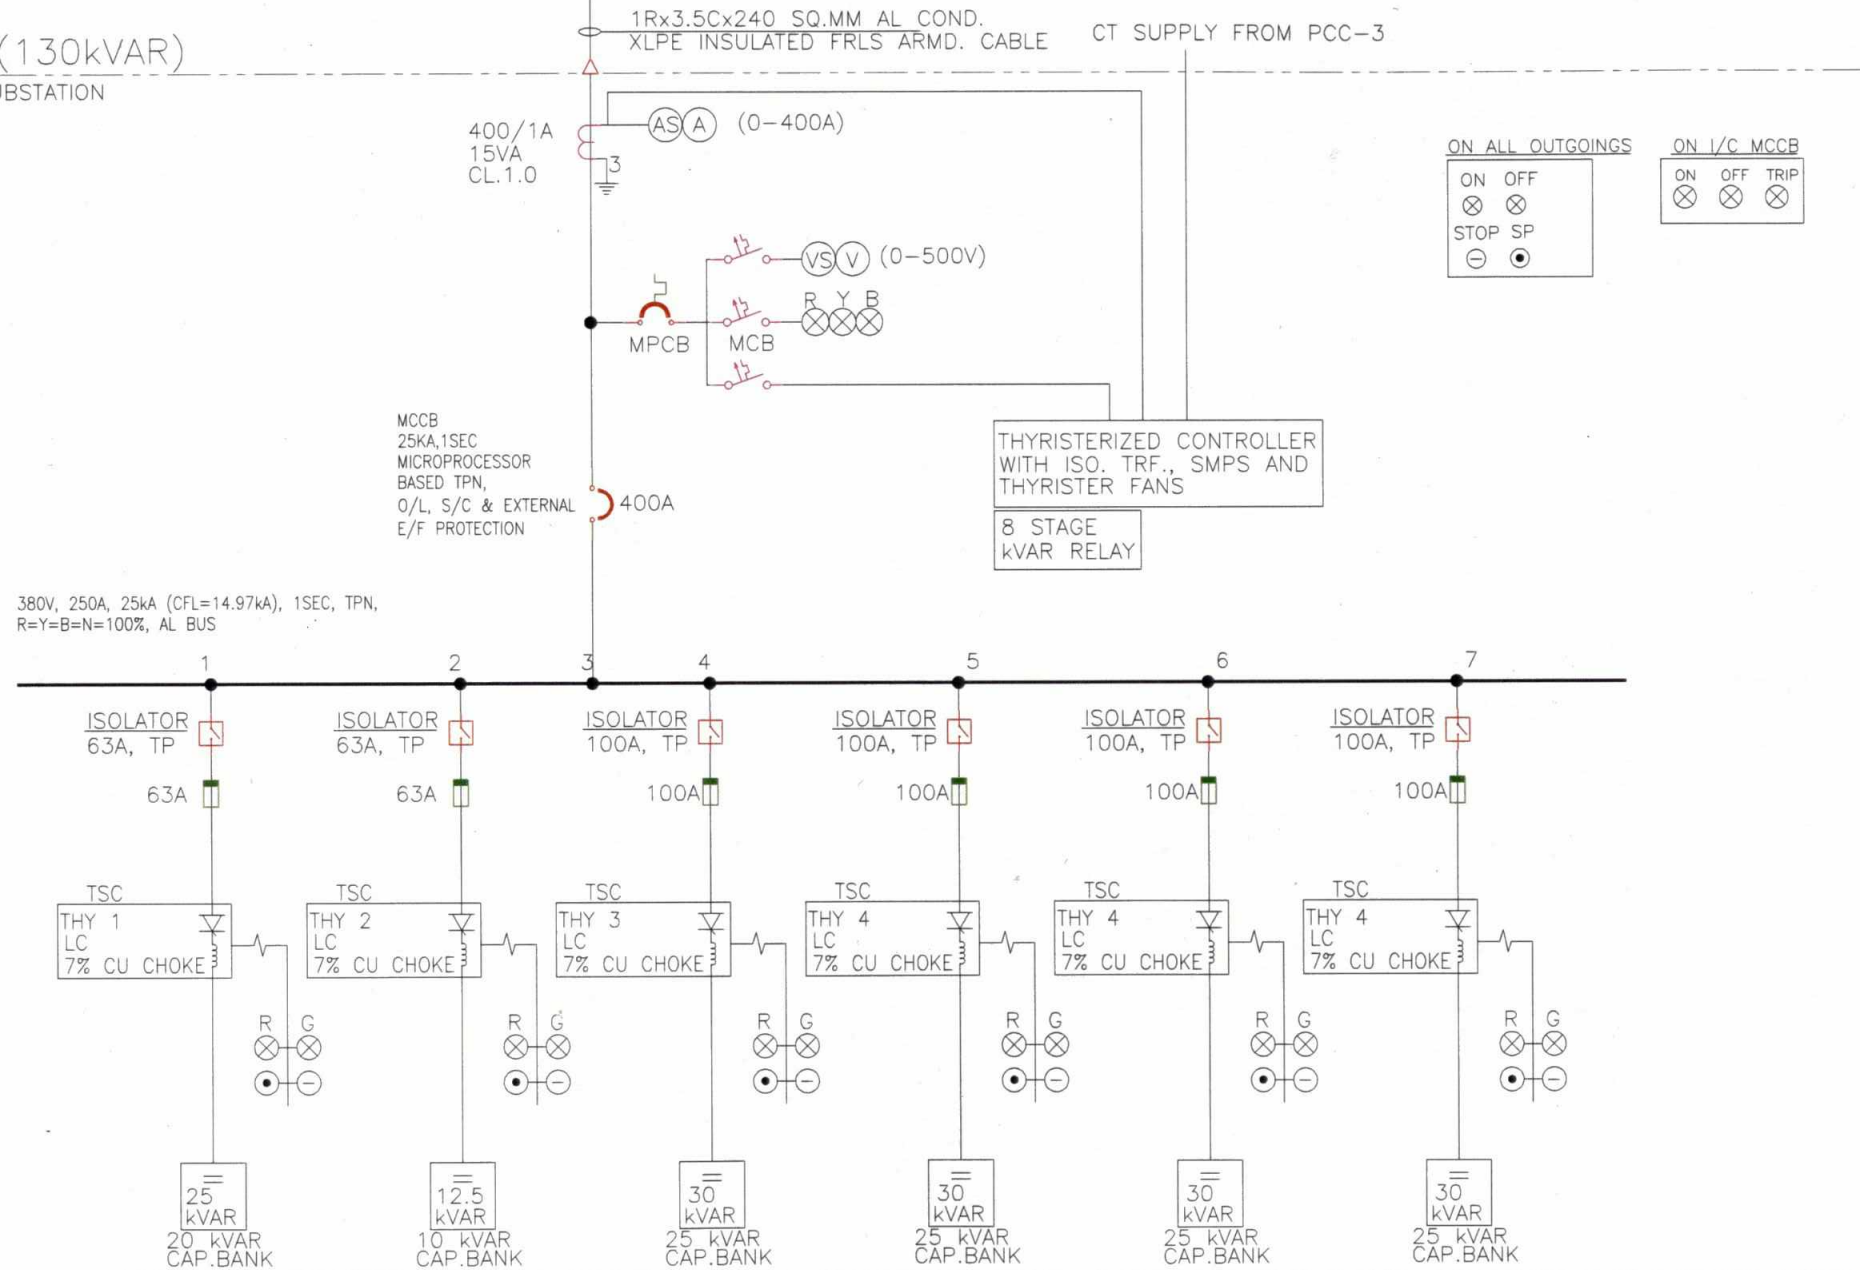 (130kVAR)
UBSTATION
1Rx3.5Cx240 SQ.MM AL COND.
XLPE INSULATED FRLS ARMD. CABLE
CT SUPPLY FROM PCC-3
400/1A
15VA
CL.1.0
3
AS A (0-400A)
ON ALL OUTGOINGS
ON OFF
STOP SP
ON I/C MCCB
ON OFF TRIP
VS V (0-500V)
R Y B
MPCB
MCB
MCCB
25KA,1SEC
MICROPROCESSOR
BASED TPN,
O/L, S/C & EXTERNAL
E/F PROTECTION
400A
THYRISTERIZED CONTROLLER
WITH ISO. TRF., SMPS AND
THYRISTER FANS
8 STAGE
kVAR RELAY
380V, 250A, 25kA (CFL=14.97kA), 1SEC, TPN,
R=Y=B=N=100%, AL BUS
1 2 3 4 5 6 7
ISOLATOR
63A, TP
63A
TSC
THY 1
LC
7% CU CHOKE
R G
25
kVAR
20 kVAR
CAP.BANK
ISOLATOR
63A, TP
63A
TSC
THY 2
LC
7% CU CHOKE
R G
12.5
kVAR
10 kVAR
CAP.BANK
ISOLATOR
100A, TP
100A
TSC
THY 3
LC
7% CU CHOKE
R G
30
kVAR
25 kVAR
CAP.BANK
ISOLATOR
100A, TP
100A
TSC
THY 4
LC
7% CU CHOKE
R G
30
kVAR
25 kVAR
CAP.BANK
ISOLATOR
100A, TP
100A
TSC
THY 4
LC
7% CU CHOKE
R G
30
kVAR
25 kVAR
CAP.BANK
ISOLATOR
100A, TP
100A
TSC
THY 4
LC
7% CU CHOKE
R G
30
kVAR
25 kVAR
CAP.BANK